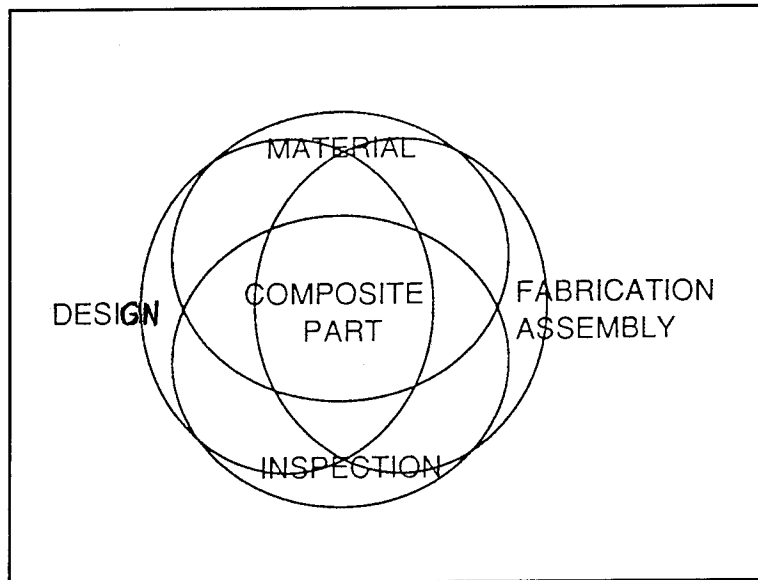 MATERIAL
DESIGN
COMPOSITE
PART
FABRICATION
ASSEMBLY
INSPECTION